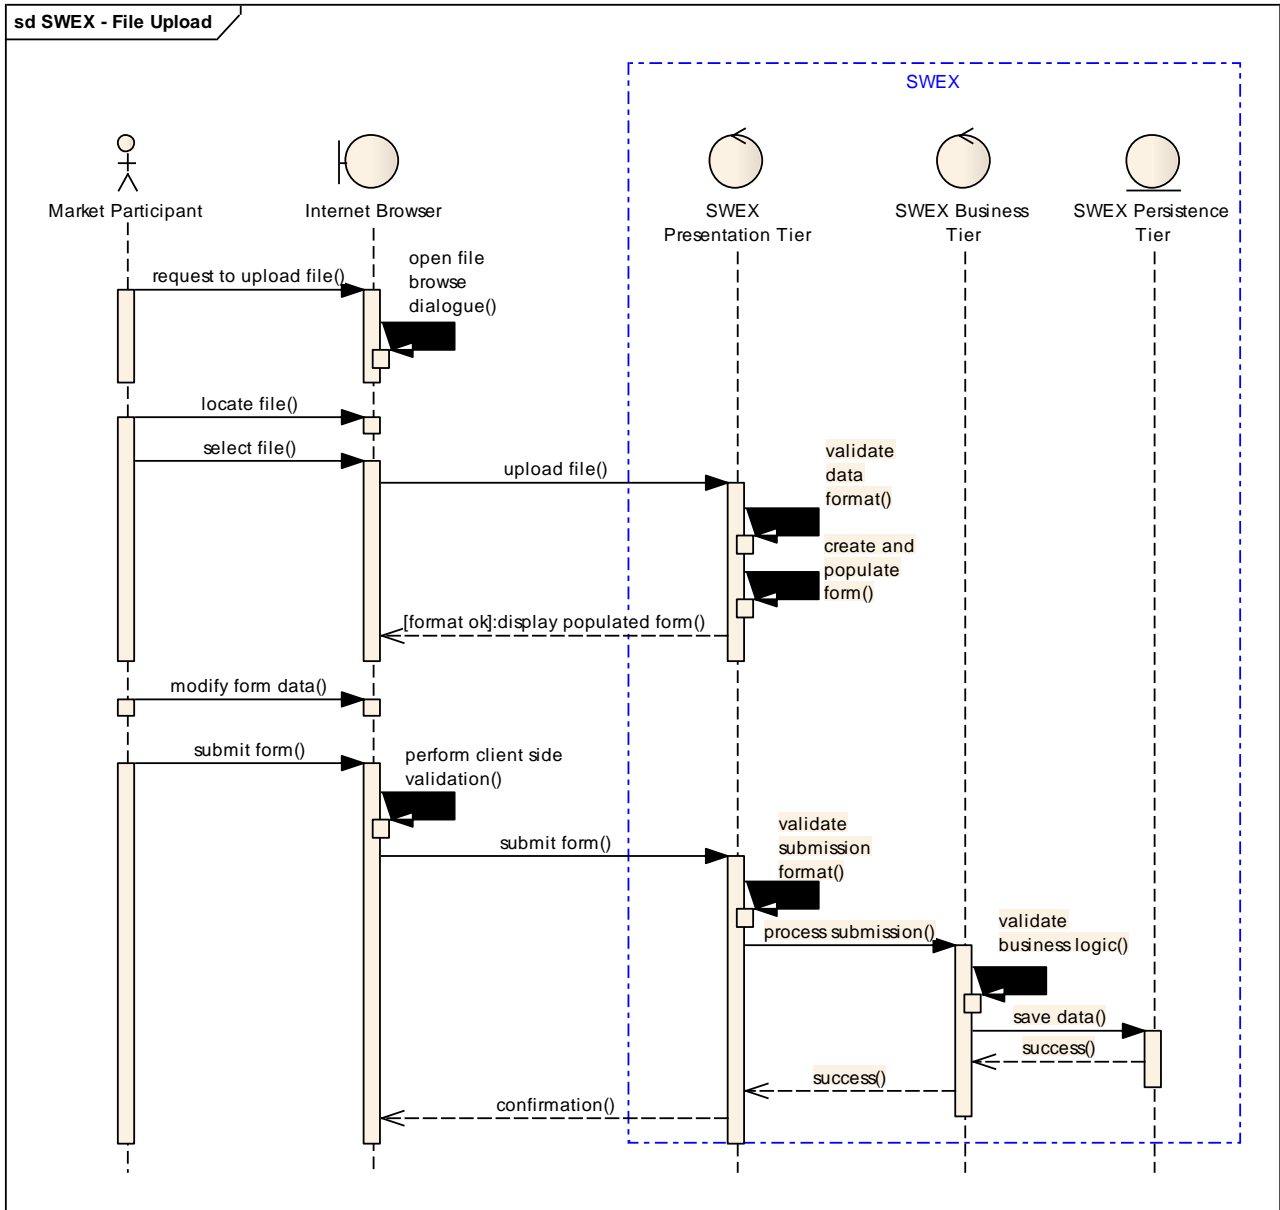 sd SWEX - File Upload
SWEX
Market Participant
Internet Browser
SWEX
Presentation Tier
SWEX Business
Tier
SWEX Persistence
Tier
request to upload file()
open file
browse
dialogue()
locate file()
select file()
upload file()
validate
data
format()
create and
populate
form()
[format ok]:display populated form()
modify form data()
submit form()
perform client side
validation()
submit form()
validate
submission
format()
process submission()
validate
business logic()
save data()
success()
success()
confirmation()